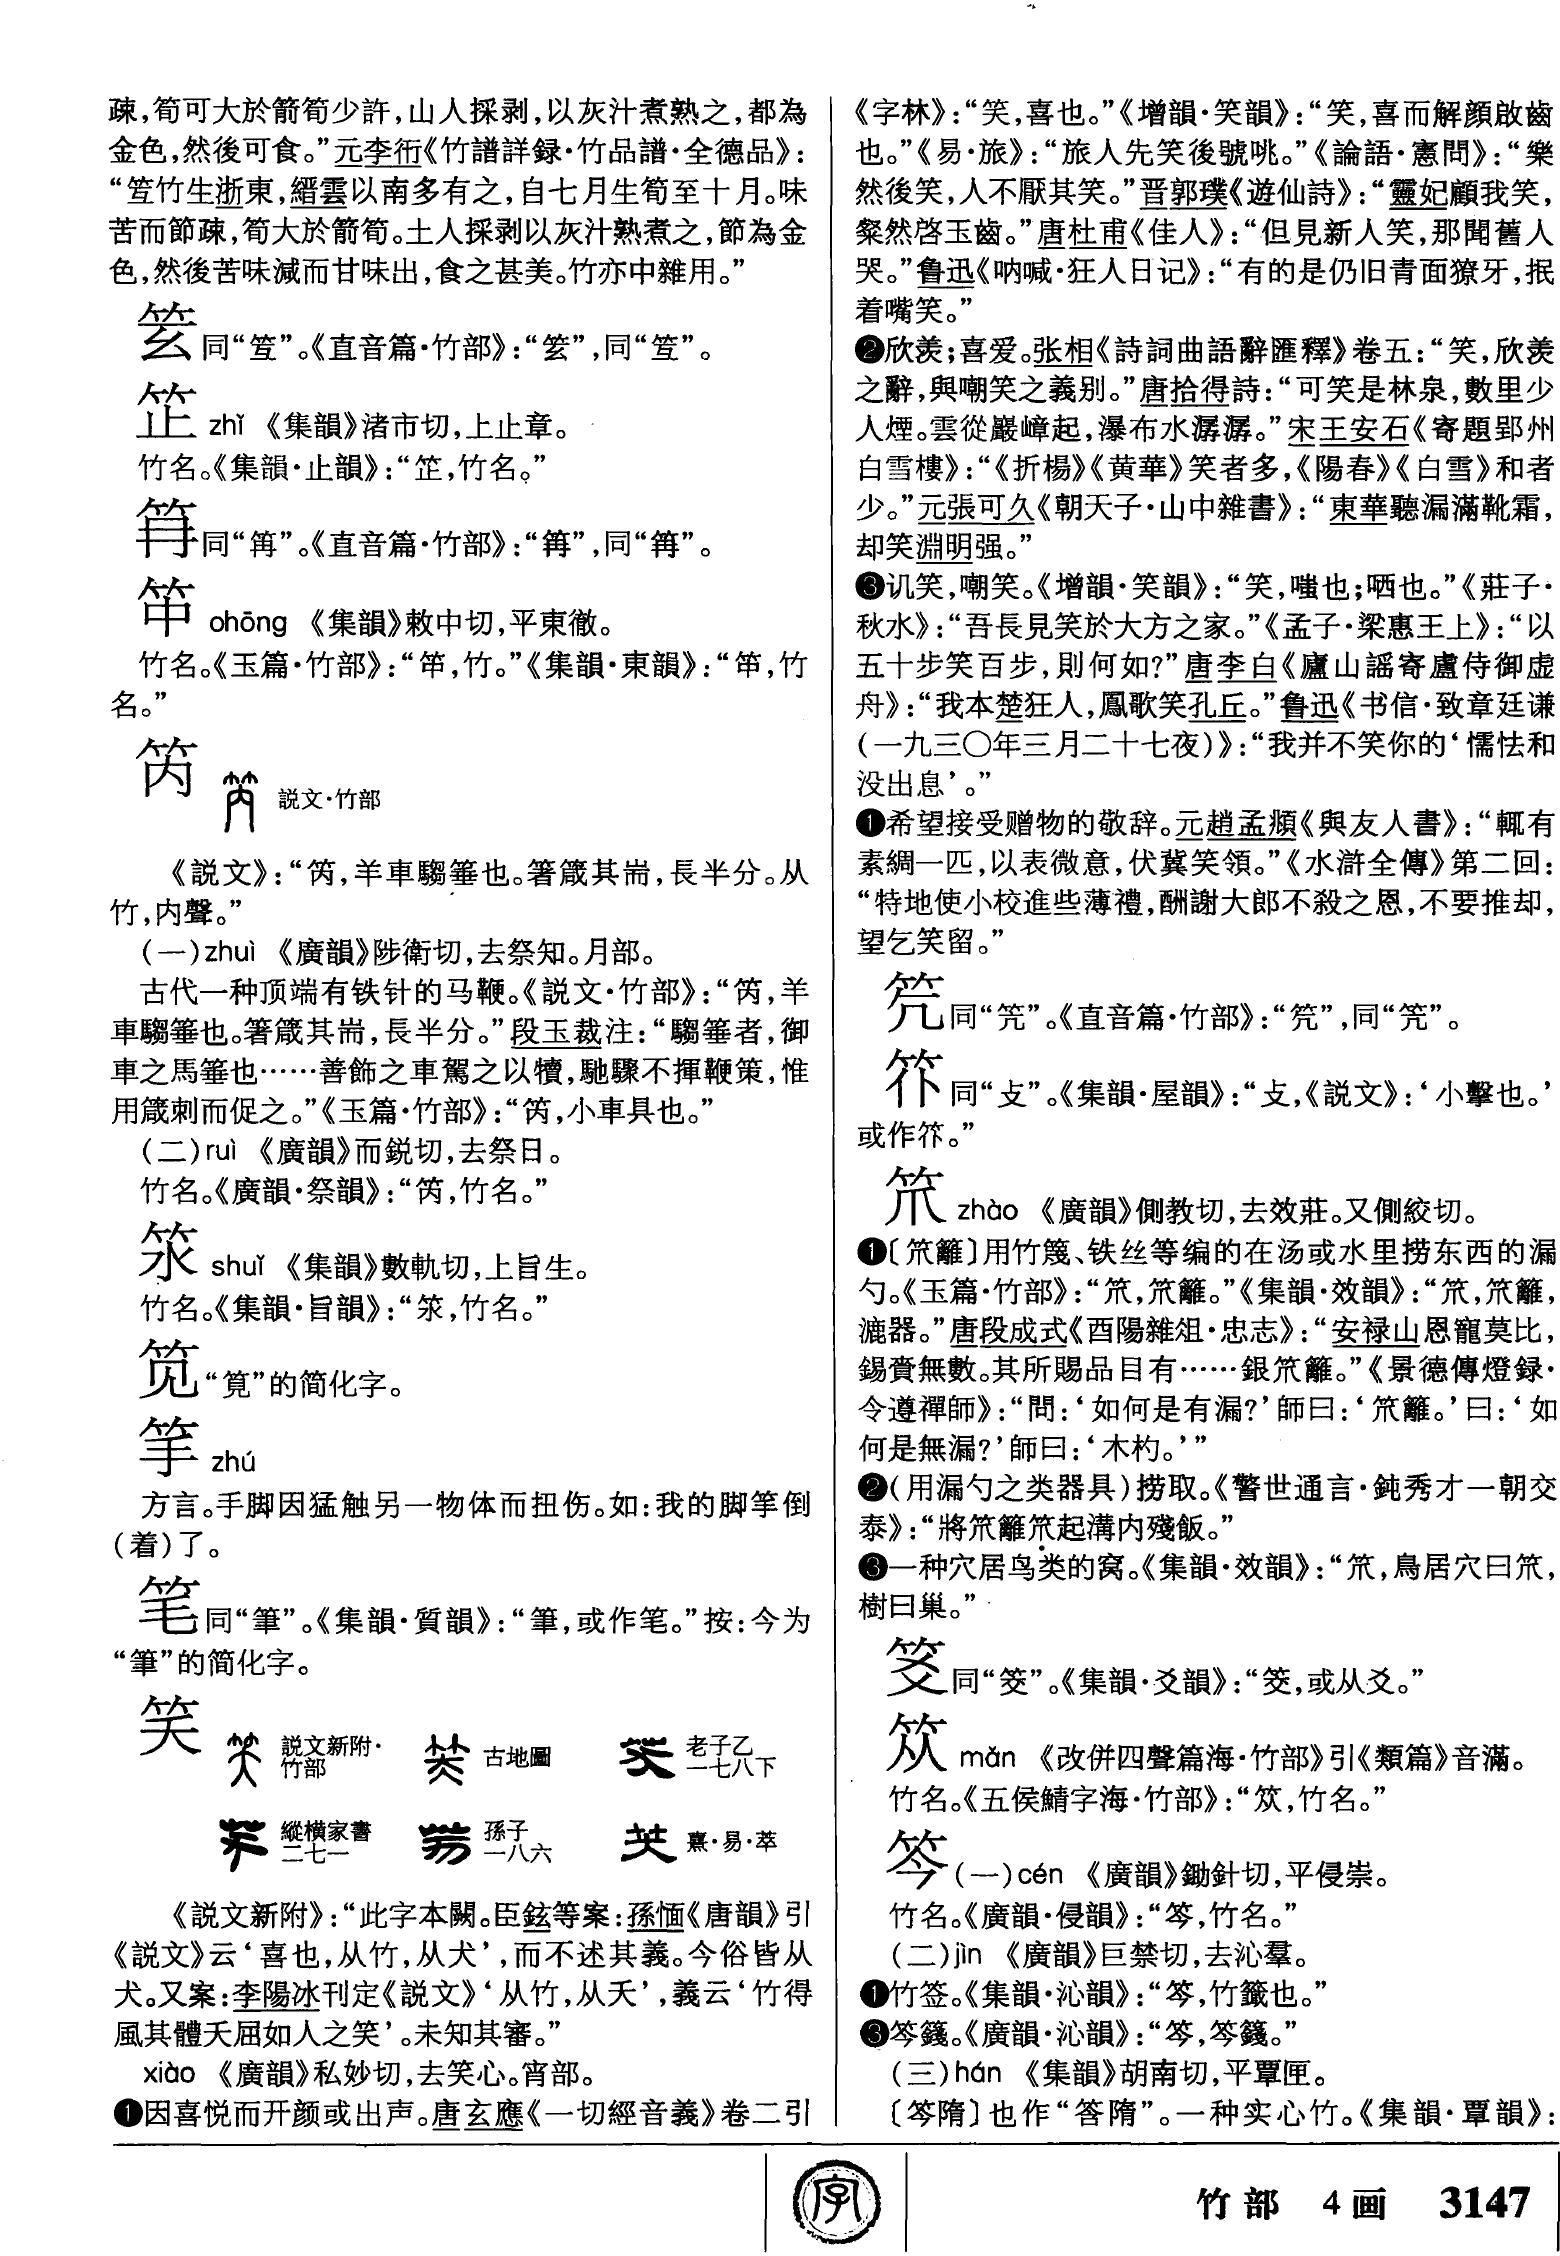 疎，筍可大於箭筍少許，山人採剥，以灰汁煮熟之，都為
金色，然後可食。”元李衎《竹譜詳録·竹品譜·全德品》：
“笡竹生浙東，縉雲以南多有之，自七月生筍至十月。味
苦而節疎，筍大於箭筍。土人採剥以灰汁熟煮之，節為金
色，然後苦味減而甘味出，食之甚美。竹亦中雜用。”
同“笡”。《直音篇·竹部》：“”，同“笡”。
zhǐ 《集韻》渚市切，上止章。
竹名。《集韻·止韻》：“䇛，竹名。”
同“”。《直音篇·竹部》：“”，同“”。
ohōng 《集韻》敕中切，平東徹。
竹名。《玉篇·竹部》：“，竹。”《集韻·東韻》：“，竹
名。”
笍 説文·竹部
《説文》：“笍，羊車騶箠也。箸箴其耑，長半分。从
竹，内聲。”
（一）zhuì 《廣韻》陟衛切，去祭知。月部。
古代一种顶端有铁针的马鞭。《説文·竹部》：“笍，羊
車騶箠也。箸箴其耑，長半分。”段玉裁注：“騶箠者，御
車之馬箠也……善飾之車駕之以犢，馳驟不揮鞭策，惟
用箴刺而促之。”《玉篇·竹部》：“笍，小車具也。”
（二）ruì 《廣韻》而鋭切，去祭日。
竹名。《廣韻·祭韻》：“笍，竹名。”
shuǐ 《集韻》數軌切，上旨生。
竹名。《集韻·旨韻》：“，竹名。”
笕“筧”的简化字。
zhú
方言。手脚因猛触另一物体而扭伤。如：我的脚倒
（着）了。
笔同“筆”。《集韻·質韻》：“筆，或作笔。”按：今为
“筆”的简化字。
笑 説文新附·竹部 古地圖 老子乙一七八下
縱横家書二七一 孫子一八六 熹·易·萃
《説文新附》：“此字本闕。臣鉉等案：孫愐《唐韻》引
《説文》云‘喜也，从竹，从犬’，而不述其義。今俗皆从
犬。又案：李陽冰刊定《説文》‘从竹，从夭’，義云‘竹得
風其體夭屈如人之笑’。未知其審。”
xiào 《廣韻》私妙切，去笑心。宵部。
❶因喜悦而开颜或出声。唐玄應《一切經音義》卷二引
《字林》：“笑，喜也。”《增韻·笑韻》：“笑，喜而解顔啟齒
也。”《易·旅》：“旅人先笑後號咷。”《論語·憲問》：“樂
然後笑，人不厭其笑。”晋郭璞《遊仙詩》：“靈妃顧我笑，
粲然啓玉齒。”唐杜甫《佳人》：“但見新人笑，那聞舊人
哭。”鲁迅《呐喊·狂人日记》：“有的是仍旧青面獠牙，抿
着嘴笑。”
❷欣羡；喜爱。张相《詩詞曲語辭匯釋》卷五：“笑，欣羨
之辭，與嘲笑之義别。”唐拾得詩：“可笑是林泉，數里少
人煙。雲從巖嶂起，瀑布水潺潺。”宋王安石《寄題郢州
白雪樓》：“《折楊》《黄華》笑者多，《陽春》《白雪》和者
少。”元張可久《朝天子·山中雜書》：“東華聽漏滿靴霜，
却笑淵明强。”
❸讥笑，嘲笑。《增韻·笑韻》：“笑，嗤也；哂也。”《莊子·
秋水》：“吾長見笑於大方之家。”《孟子·梁惠王上》：“以
五十步笑百步，則何如？”唐李白《廬山謡寄盧侍御虚
舟》：“我本楚狂人，鳳歌笑孔丘。”鲁迅《书信·致章廷谦
（一九三〇年三月二十七夜）》：“我并不笑你的‘懦怯和
没出息’。”
❶希望接受赠物的敬辞。元趙孟頫《與友人書》：“輒有
素綢一匹，以表微意，伏冀笑領。”《水滸全傳》第二回：
“特地使小校進些薄禮，酬謝大郎不殺之恩，不要推却，
望乞笑留。”
同“笐”。《直音篇·竹部》：“”，同“笐”。
同“攴”。《集韻·屋韻》：“攴，《説文》：‘小擊也。’
或作。”
笊 zhào 《廣韻》側教切，去效莊。又側絞切。
❶〔笊籬〕用竹篾、铁丝等编的在汤或水里捞东西的漏
勺。《玉篇·竹部》：“笊，笊籬。”《集韻·效韻》：“笊，笊籬，
漉器。”唐段成式《酉陽雜俎·忠志》：“安禄山恩寵莫比，
錫賚無數。其所賜品目有……銀笊籬。”《景德傳燈録·
令遵禪師》：“問：‘如何是有漏？’師曰：‘笊籬。’曰：‘如
何是無漏？’師曰：‘木杓。’”
❷（用漏勺之类器具）捞取。《警世通言·鈍秀才一朝交
泰》：“將笊籬笊起溝内殘飯。”
❸一种穴居鸟类的窝。《集韻·效韻》：“笊，鳥居穴曰笊，
樹曰巢。”
同“筊”。《集韻·爻韻》：“筊，或从爻。”
mǎn 《改併四聲篇海·竹部》引《類篇》音滿。
竹名。《五侯鯖字海·竹部》：“，竹名。”
笒（一）cén 《廣韻》鋤針切，平侵崇。
竹名。《廣韻·侵韻》：“笒，竹名。”
（二）jìn 《廣韻》巨禁切，去沁羣。
❶竹签。《集韻·沁韻》：“笒，竹籤也。”
❸笒籛。《廣韻·沁韻》：“笒，笒籛。”
（三）hán 《集韻》胡南切，平覃匣。
〔笒䔺〕也作“䈄䔺”。一种实心竹。《集韻·覃韻》：
竹部 4画 3147